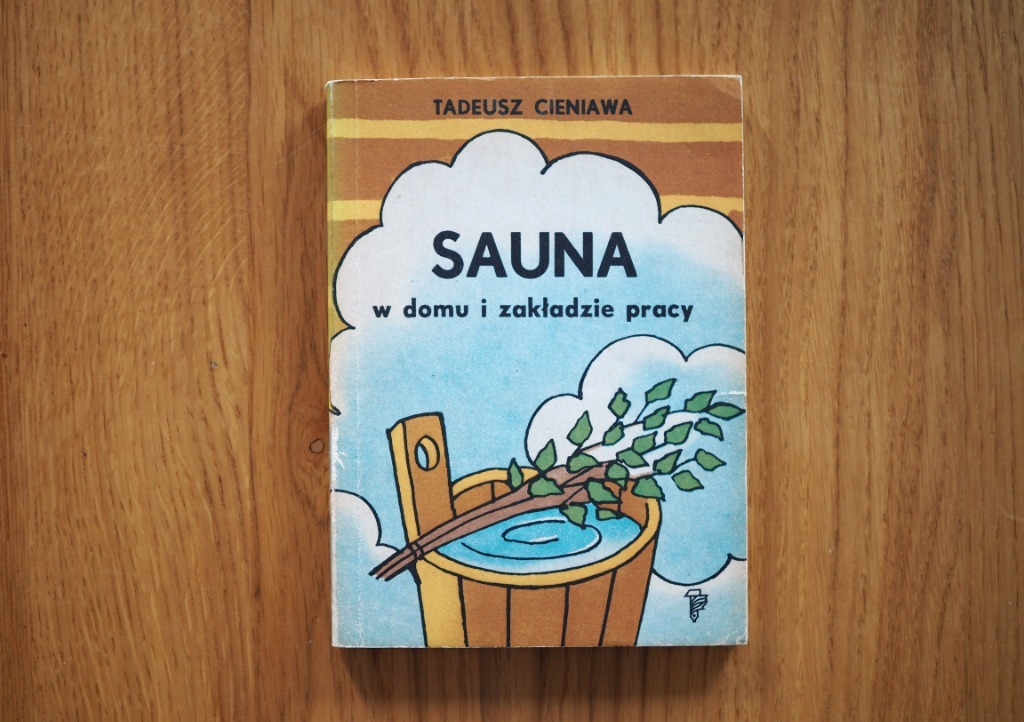 TADEUSZ CIENIAWA
SAUNA
w domu i zakładzie pracy